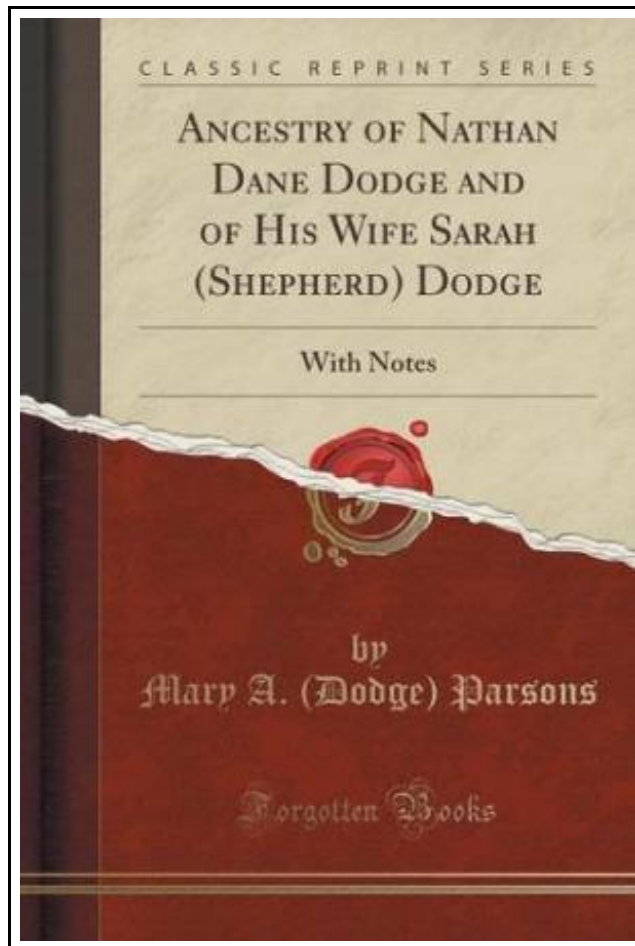 CLASSIC REPRINT SERIES
ANCESTRY OF NATHAN
DANE DODGE AND
OF HIS WIFE SARAH
(SHEPHERD) DODGE
With Notes
F
by
Mary A. (Dodge) Parsons
Forgotten Books